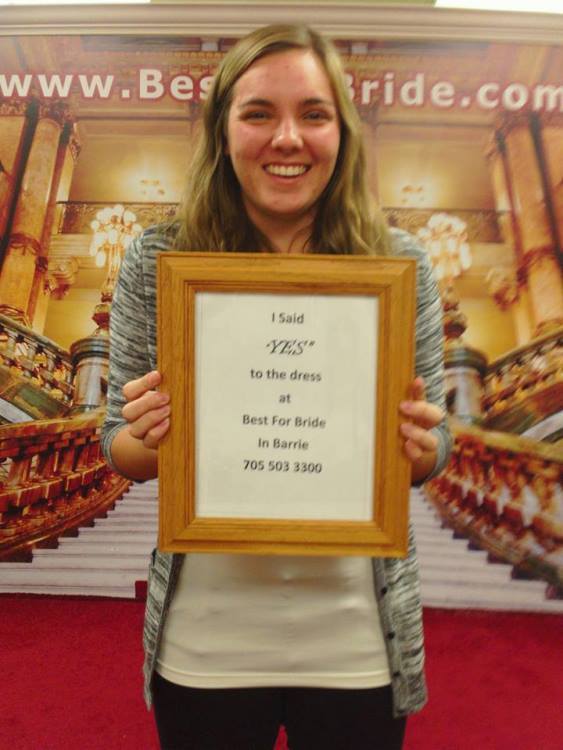 www.Bes Bride.com
I Said
"YES"
to the dress
at
Best For Bride
In Barrie
705 503 3300